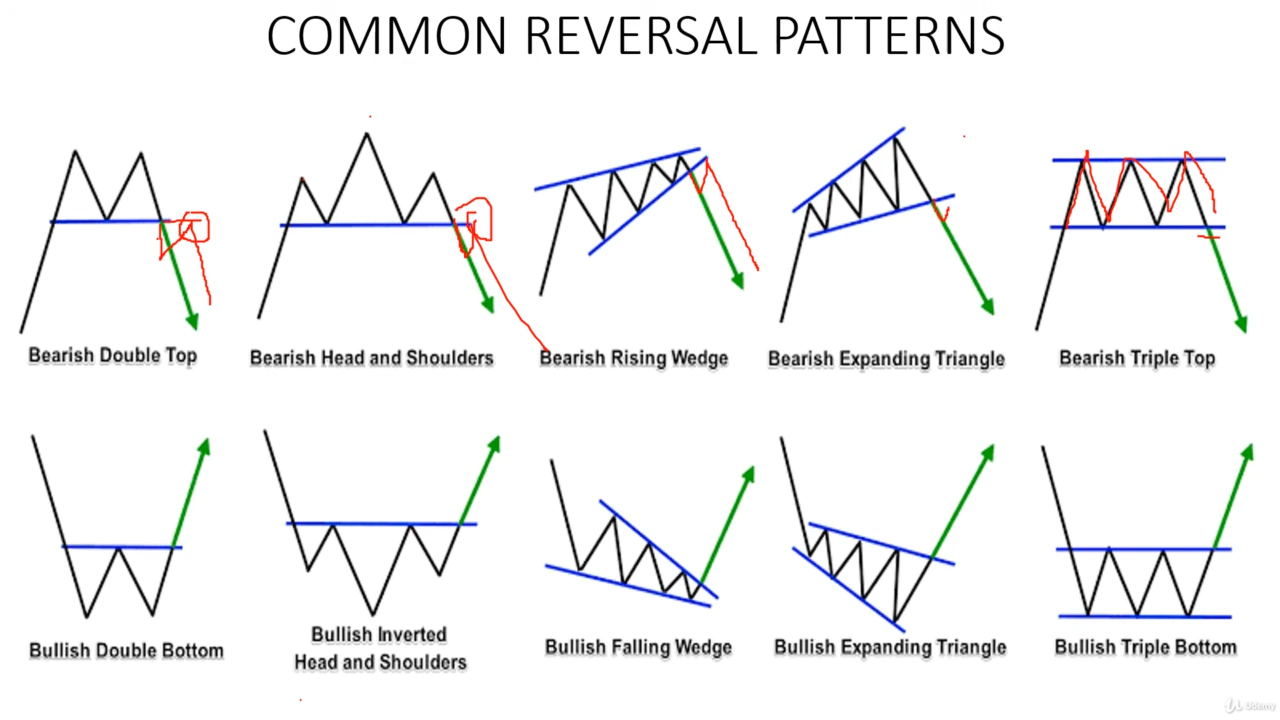 COMMON REVERSAL PATTERNS
Bearish Double Top
Bearish Head and Shoulders
Bearish Rising Wedge
Bearish Expanding Triangle
Bearish Triple Top
Bullish Double Bottom
Bullish Inverted
Head and Shoulders
Bullish Falling Wedge
Bullish Expanding Triangle
Bullish Triple Bottom
Udemy